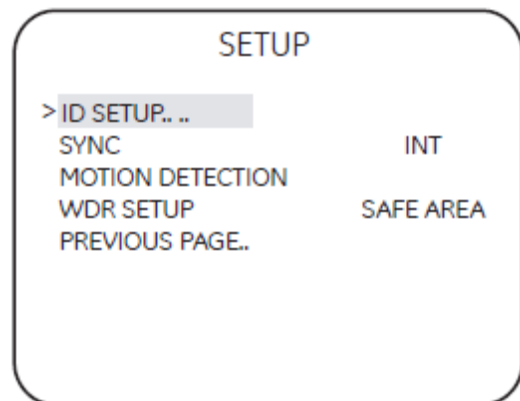 SETUP
> ID SETUP.. ..
SYNC INT
MOTION DETECTION
WDR SETUP SAFE AREA
PREVIOUS PAGE..